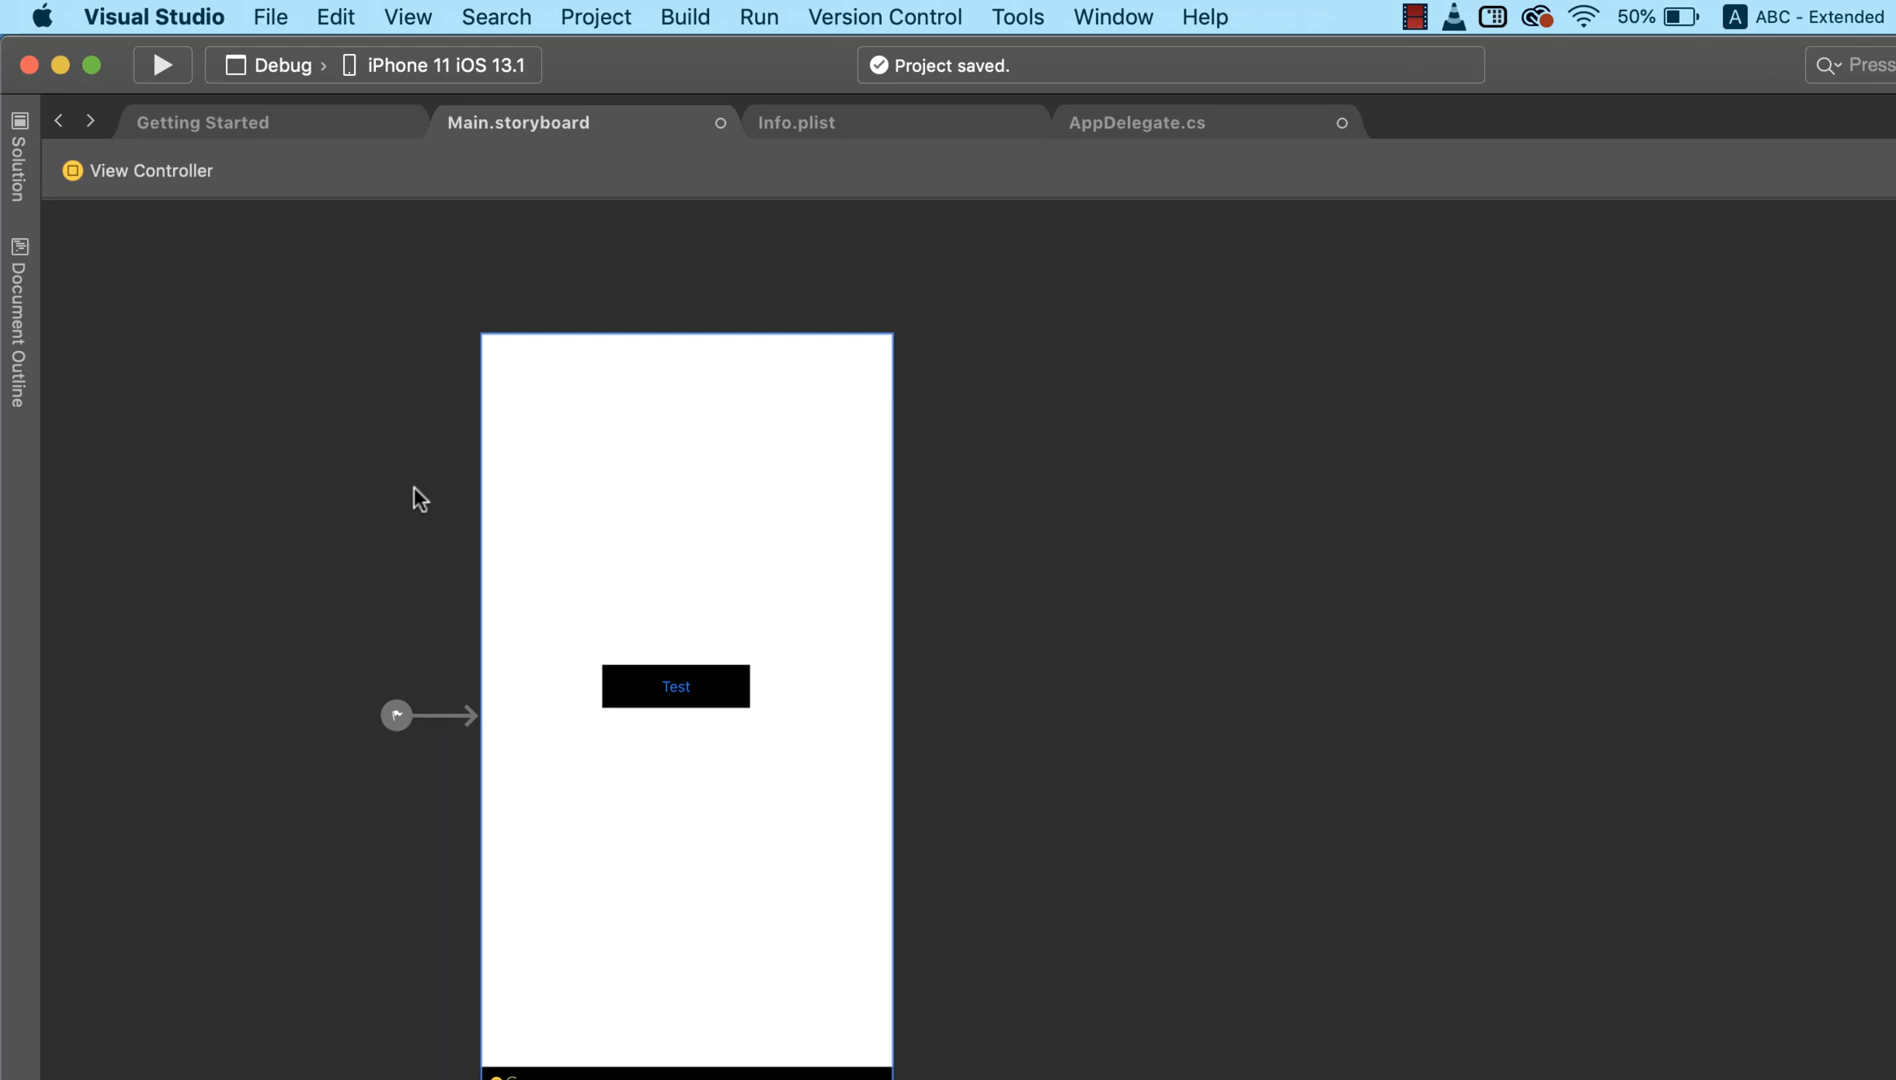 Visual Studio File Edit View Search Project Build Run Version Control Tools Window Help 50% A ABC - Extended
Debug › iPhone 11 iOS 13.1 Project saved. Press
Getting Started Main.storyboard Info.plist AppDelegate.cs
View Controller
Solution
Document Outline
Test